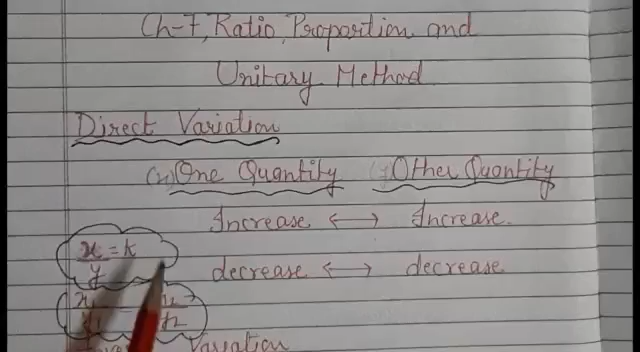 Ch-7, Ratio, Proportion and
Unitary Method
Direct Variation
(x) One Quantity (y) Other Quantity
Increase ⟷ Increase.
x/y = k
decrease ⟷ decrease.
Variation